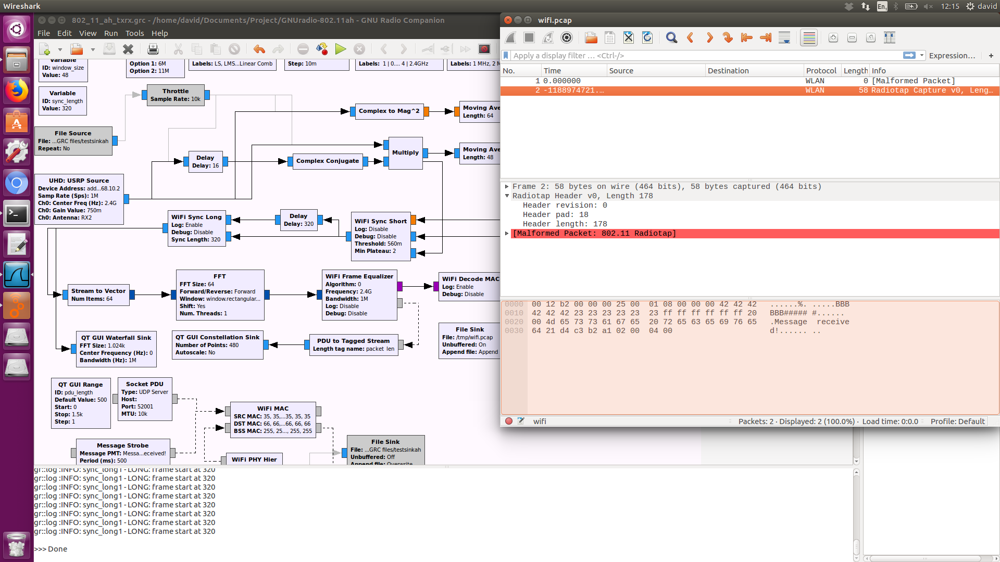 Wireshark
En
12:15
david
802_11_ah_txrx.grc - /home/david/Documents/Project/GNUradio-802.11ah - GNU Radio Companion
File Edit View Run Tools Help
Variable
ID: window_size
Value: 48
Option 1: 6M
Option 2: 11M
Labels: LS, LMS...Linear Comb
Step: 10m
Labels: 1 | 0.... 4 | 2.4GHz
Labels: 1 MHz, 2 M
Variable
ID: sync_length
Value: 320
Throttle
Sample Rate: 10k
Complex to Mag^2
Moving Ave
Length: 64
File Source
File: ...GRC files/testsinkah
Repeat: No
Delay
Delay: 16
Complex Conjugate
Multiply
Moving Ave
Length: 48
UHD: USRP Source
Device Address: add...68.10.2
Samp Rate (Sps): 1M
Ch0: Center Freq (Hz): 2.4G
Ch0: Gain Value: 750m
Ch0: Antenna: RX2
WiFi Sync Long
Log: Enable
Debug: Disable
Sync Length: 320
Delay
Delay: 320
WiFi Sync Short
Log: Disable
Debug: Disable
Threshold: 560m
Min Plateau: 2
Stream to Vector
Num Items: 64
FFT
FFT Size: 64
Forward/Reverse: Forward
Window: window.rectangular...
Shift: Yes
Num. Threads: 1
WiFi Frame Equalizer
Algorithm: 0
Frequency: 2.4G
Bandwidth: 1M
Log: Disable
Debug: Disable
WiFi Decode MAC
Log: Enable
Debug: Disable
QT GUI Waterfall Sink
FFT Size: 1.024k
Center Frequency (Hz): 0
Bandwidth (Hz): 1M
QT GUI Constellation Sink
Number of Points: 480
Autoscale: No
PDU to Tagged Stream
Length tag name: packet_len
File Sink
File: /tmp/wifi.pcap
Unbuffered: On
Append file: Append
QT GUI Range
ID: pdu_length
Default Value: 500
Start: 0
Stop: 1.5k
Step: 1
Socket PDU
Type: UDP Server
Host:
Port: 52001
MTU: 10k
WiFi MAC
SRC MAC: 35, 35,...35, 35, 35
DST MAC: 66, 66,...66, 66, 66
BSS MAC: 255, 25..., 255, 255
Message Strobe
Message PMT: Messa...eceived!
Period (ms): 500
WiFi PHY Hier
File Sink
File: ...GRC files/testsinkah
Unbuffered: Off
Append file: Overwrite
gr::log :INFO: sync_long1 - LONG: frame start at 320
gr::log :INFO: sync_long1 - LONG: frame start at 320
gr::log :INFO: sync_long1 - LONG: frame start at 320
gr::log :INFO: sync_long1 - LONG: frame start at 320
gr::log :INFO: sync_long1 - LONG: frame start at 320
gr::log :INFO: sync_long1 - LONG: frame start at 320
gr::log :INFO: sync_long1 - LONG: frame start at 320
gr::log :INFO: sync_long1 - LONG: frame start at 320
>>> Done
wifi.pcap
Apply a display filter … <Ctrl-/>
Expression…
+
No. Time Source Destination Protocol Length Info
1 0.000000 WLAN 0 [Malformed Packet]
2 -1188974721.… WLAN 58 Radiotap Capture v0, Leng…
Frame 2: 58 bytes on wire (464 bits), 58 bytes captured (464 bits)
Radiotap Header v0, Length 178
Header revision: 0
Header pad: 18
Header length: 178
[Malformed Packet: 802.11 Radiotap]
0000 00 12 b2 00 00 00 25 00 01 08 00 00 00 42 42 42 ......%. .....BBB
0010 42 42 42 23 23 23 23 23 23 ff ff ff ff ff ff 20 BBB##### #......
0020 00 4d 65 73 73 61 67 65 20 72 65 63 65 69 76 65 .Message receive
0030 64 21 d4 c3 b2 a1 02 00 04 00 d!...... ..
wifi
Packets: 2 · Displayed: 2 (100.0%) · Load time: 0:0.0
Profile: Default